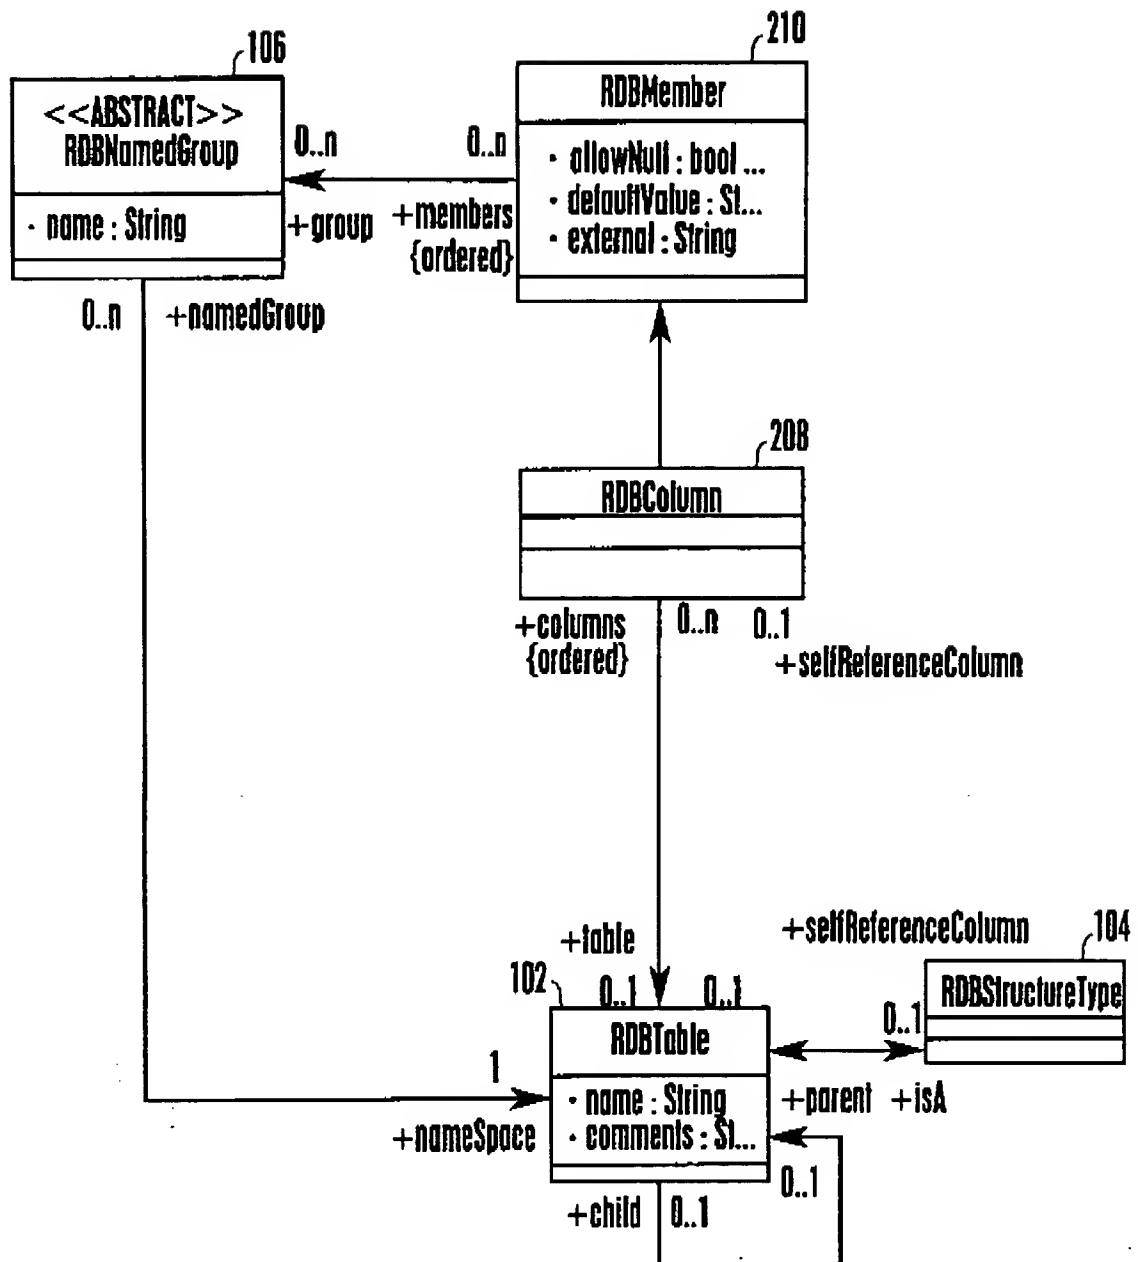 106
<<ABSTRACT>>
RDBNamedGroup
· name : String
0..n
+group
0..n
+members
{ordered}
210
RDBMember
· allowNull : bool ...
· defaultValue : St...
· external : String
0..n
+namedGroup
208
RDBColumn
+columns
{ordered}
0..n
0..1
+selfReferenceColumn
+table
0..1
0..1
+selfReferenceColumn
104
RDBStructureType
0..1
102
RDBTable
· name : String
· comments : St...
1
+nameSpace
+parent
+isA
0..1
+child
0..1